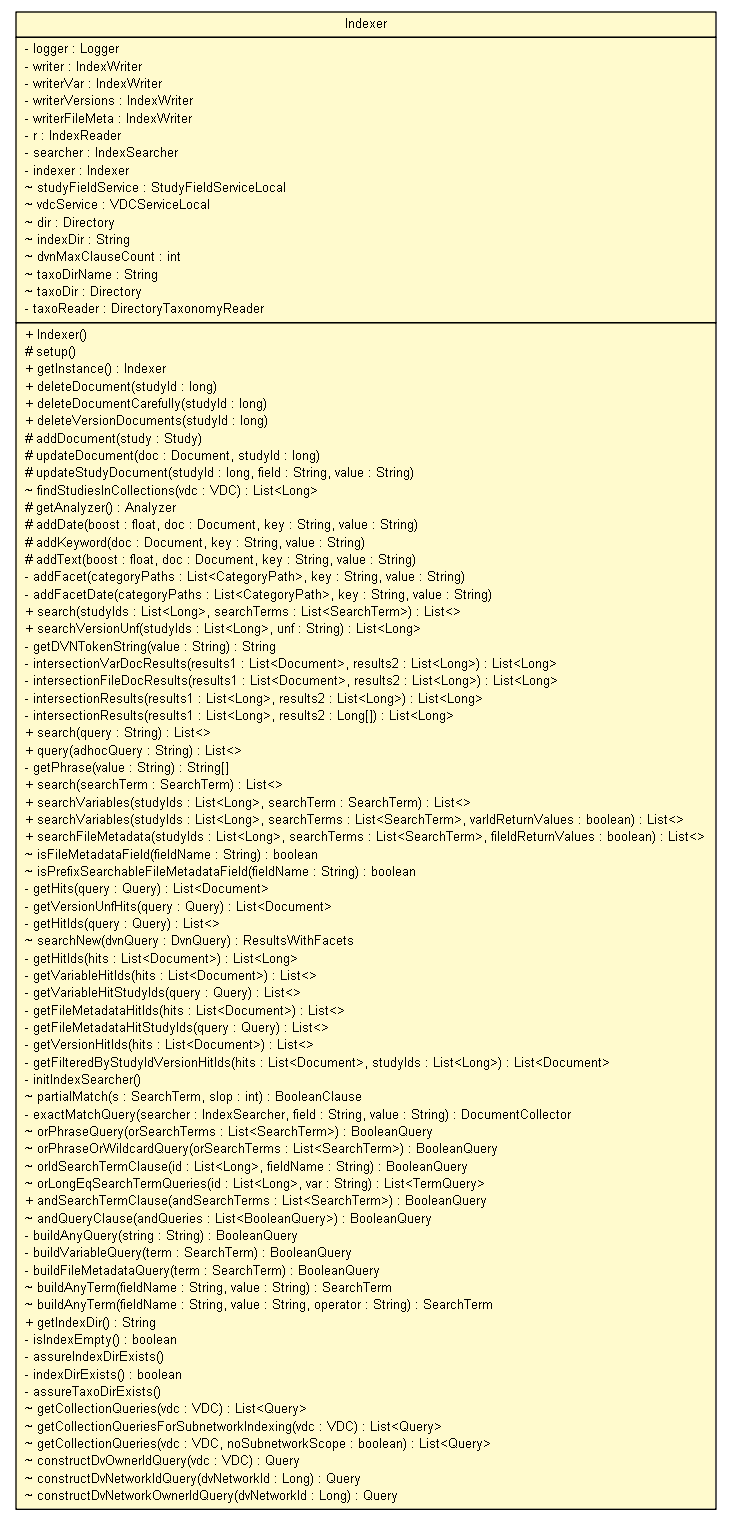 Indexer
- logger : Logger
- writer : IndexWriter
- writerVar : IndexWriter
- writerVersions : IndexWriter
- writerFileMeta : IndexWriter
- r : IndexReader
- searcher : IndexSearcher
- indexer : Indexer
~ studyFieldService : StudyFieldServiceLocal
~ vdcService : VDCServiceLocal
~ dir : Directory
~ indexDir : String
~ dvnMaxClauseCount : int
~ taxoDirName : String
~ taxoDir : Directory
- taxoReader : DirectoryTaxonomyReader
+ Indexer()
# setup()
+ getInstance() : Indexer
+ deleteDocument(studyId : long)
+ deleteDocumentCarefully(studyId : long)
+ deleteVersionDocuments(studyId : long)
# addDocument(study : Study)
# updateDocument(doc : Document, studyId : long)
# updateStudyDocument(studyId : long, field : String, value : String)
~ findStudiesInCollections(vdc : VDC) : List<Long>
# getAnalyzer() : Analyzer
# addDate(boost : float, doc : Document, key : String, value : String)
# addKeyword(doc : Document, key : String, value : String)
# addText(boost : float, doc : Document, key : String, value : String)
- addFacet(categoryPaths : List<CategoryPath>, key : String, value : String)
- addFacetDate(categoryPaths : List<CategoryPath>, key : String, value : String)
+ search(studyIds : List<Long>, searchTerms : List<SearchTerm>) : List<>
+ searchVersionUnf(studyIds : List<Long>, unf : String) : List<Long>
- getDVNTokenString(value : String) : String
- intersectionVarDocResults(results1 : List<Document>, results2 : List<Long>) : List<Long>
- intersectionFileDocResults(results1 : List<Document>, results2 : List<Long>) : List<Long>
- intersectionResults(results1 : List<Long>, results2 : List<Long>) : List<Long>
- intersectionResults(results1 : List<Long>, results2 : Long[]) : List<Long>
+ search(query : String) : List<>
+ query(adhocQuery : String) : List<>
- getPhrase(value : String) : String[]
+ search(searchTerm : SearchTerm) : List<>
+ searchVariables(studyIds : List<Long>, searchTerm : SearchTerm) : List<>
+ searchVariables(studyIds : List<Long>, searchTerms : List<SearchTerm>, varIdReturnValues : boolean) : List<>
+ searchFileMetadata(studyIds : List<Long>, searchTerms : List<SearchTerm>, fileIdReturnValues : boolean) : List<>
~ isFileMetadataField(fieldName : String) : boolean
~ isPrefixSearchableFileMetadataField(fieldName : String) : boolean
- getHits(query : Query) : List<Document>
- getVersionUnfHits(query : Query) : List<Document>
- getHitIds(query : Query) : List<>
~ searchNew(dvnQuery : DvnQuery) : ResultsWithFacets
- getHitIds(hits : List<Document>) : List<Long>
- getVariableHitIds(hits : List<Document>) : List<>
- getVariableHitStudyIds(query : Query) : List<>
- getFileMetadataHitIds(hits : List<Document>) : List<>
- getFileMetadataHitStudyIds(query : Query) : List<>
- getVersionHitIds(hits : List<Document>) : List<>
- getFilteredByStudyIdVersionHitIds(hits : List<Document>, studyIds : List<Long>) : List<Document>
- initIndexSearcher()
~ partialMatch(s : SearchTerm, slop : int) : BooleanClause
- exactMatchQuery(searcher : IndexSearcher, field : String, value : String) : DocumentCollector
~ orPhraseQuery(orSearchTerms : List<SearchTerm>) : BooleanQuery
~ orPhraseOrWildcardQuery(orSearchTerms : List<SearchTerm>) : BooleanQuery
~ orIdSearchTermClause(id : List<Long>, fieldName : String) : BooleanQuery
~ orLongEqSearchTermQueries(id : List<Long>, var : String) : List<TermQuery>
+ andSearchTermClause(andSearchTerms : List<SearchTerm>) : BooleanQuery
~ andQueryClause(andQueries : List<BooleanQuery>) : BooleanQuery
- buildAnyQuery(string : String) : BooleanQuery
- buildVariableQuery(term : SearchTerm) : BooleanQuery
- buildFileMetadataQuery(term : SearchTerm) : BooleanQuery
~ buildAnyTerm(fieldName : String, value : String) : SearchTerm
~ buildAnyTerm(fieldName : String, value : String, operator : String) : SearchTerm
+ getIndexDir() : String
- isIndexEmpty() : boolean
- assureIndexDirExists()
- indexDirExists() : boolean
- assureTaxoDirExists()
~ getCollectionQueries(vdc : VDC) : List<Query>
~ getCollectionQueriesForSubnetworkIndexing(vdc : VDC) : List<Query>
~ getCollectionQueries(vdc : VDC, noSubnetworkScope : boolean) : List<Query>
~ constructDvOwnerIdQuery(vdc : VDC) : Query
~ constructDvNetworkIdQuery(dvNetworkId : Long) : Query
~ constructDvNetworkOwnerIdQuery(dvNetworkId : Long) : Query